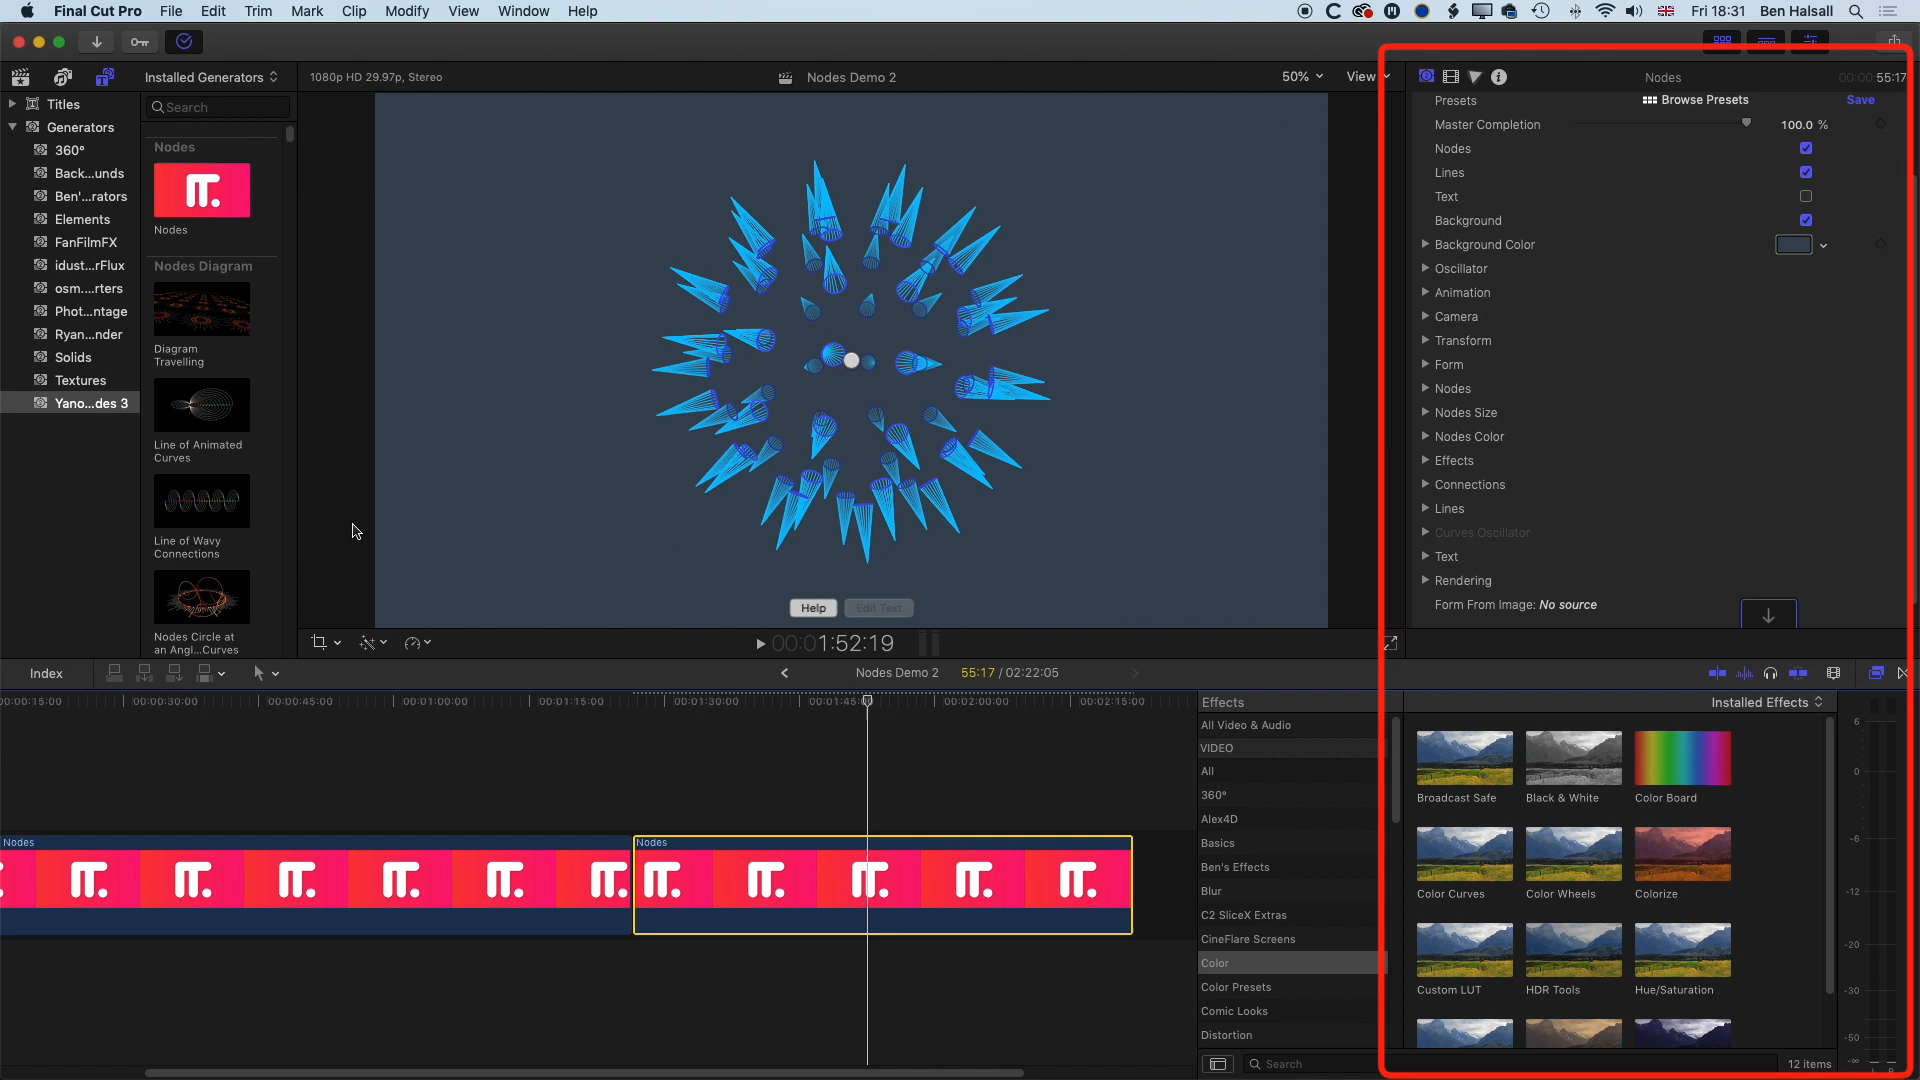 Final Cut Pro File Edit Trim Mark Clip Modify View Window Help
Fri 18:31 Ben Halsall
Installed Generators
1080p HD 29.97p, Stereo
Nodes Demo 2
50%
View
Nodes
00:00:55:17
Titles
Generators
360°
Back...unds
Ben'...rators
Elements
FanFilmFX
idust...rFlux
osm....rters
Phot...ntage
Ryan...nder
Solids
Textures
Yano...des 3
Search
Nodes
Nodes
Nodes Diagram
Diagram
Travelling
Line of Animated
Curves
Line of Wavy
Connections
Nodes Circle at
an Angl...Curves
Help
Edit Text
00:01:52:19
Presets
Browse Presets
Save
Master Completion
100.0 %
Nodes
Lines
Text
Background
Background Color
Oscillator
Animation
Camera
Transform
Form
Nodes
Nodes Size
Nodes Color
Effects
Connections
Lines
Curves Oscillator
Text
Rendering
Form From Image: No source
Index
Nodes Demo 2
55:17 / 02:22:05
00:00:15:00
00:00:30:00
00:00:45:00
00:01:00:00
00:01:15:00
00:01:30:00
00:01:45:00
00:02:00:00
00:02:15:00
Nodes
Nodes
Effects
Installed Effects
All Video & Audio
VIDEO
All
360°
Alex4D
Basics
Ben's Effects
Blur
C2 SliceX Extras
CineFlare Screens
Color
Color Presets
Comic Looks
Distortion
Broadcast Safe
Black & White
Color Board
Color Curves
Color Wheels
Colorize
Custom LUT
HDR Tools
Hue/Saturation
Search
12 items
6
0
-6
-12
-20
-30
-50
-∞